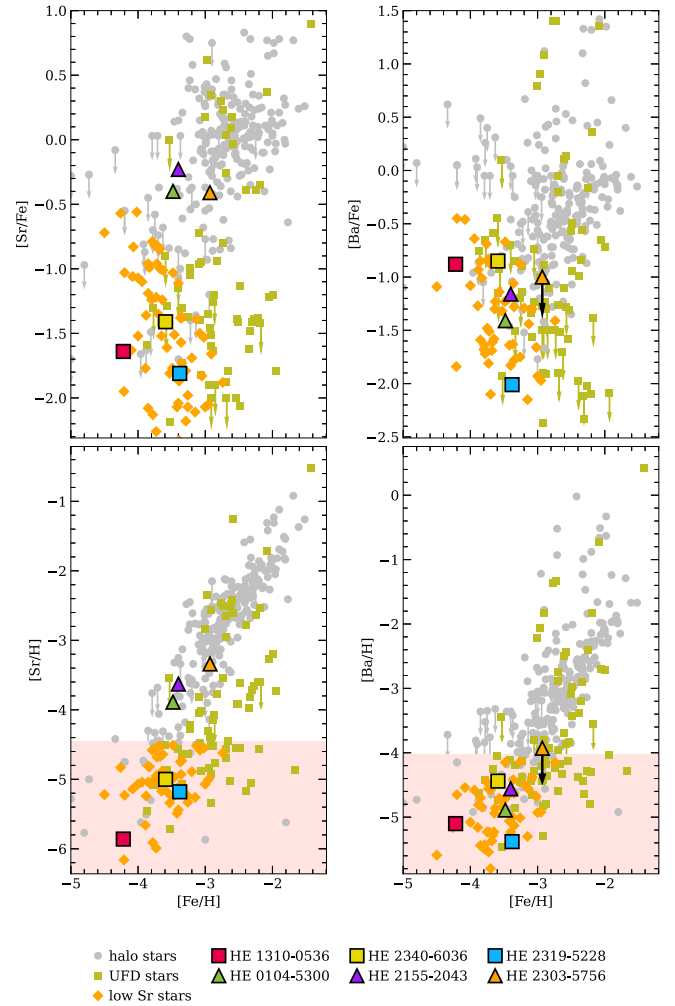 1.0
0.5
0.0
−0.5
−1.0
−1.5
−2.0
[Sr/Fe]
1.5
1.0
0.5
0.0
−0.5
−1.0
−1.5
−2.0
−2.5
[Ba/Fe]
−1
−2
−3
−4
−5
−6
[Sr/H]
−5 −4 −3 −2
[Fe/H]
0
−1
−2
−3
−4
−5
[Ba/H]
−5 −4 −3 −2
[Fe/H]
halo stars HE 1310-0536 HE 2340-6036 HE 2319-5228
UFD stars HE 0104-5300 HE 2155-2043 HE 2303-5756
low Sr stars